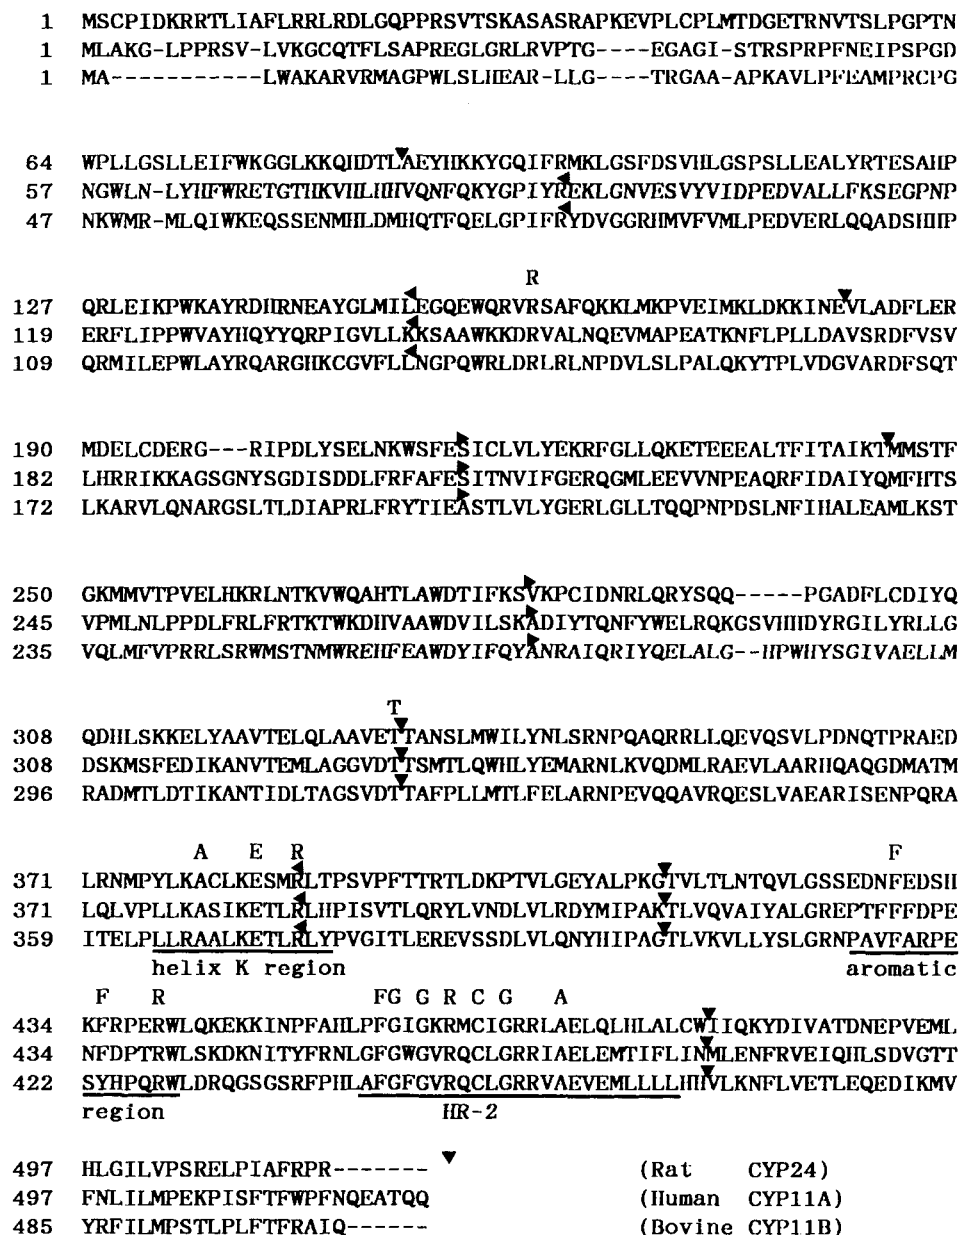 1 MSCPIDKRRTLIAFLRRLRDLGQPPRSVTSKASASRAPKEVPLCPLMTDGETRNVTSLPGPTN
1 MLAKG-LPPRSV-LVKGCQTFLSAPREGLGRLRVPTG----EGAGI-STRSPRPFNEIPSPGD
1 MA-----------LWAKARVRMAGPWLSLHEAR-LLG----TRGAA-APKAVLPFEAMPRCPG
64 WPLLGSLLEIFWKGGLKKQHDTLAEYHKKYGQIFRMKLGSFDSVHLGSPSLLEALYRTESAHP
57 NGWLN-LYHFWRETGTHKVHLHHVQNFQKYGPIYREKLGNVESVYVIDPEDVALLFKSEGPNP
47 NKWMR-MLQIWKEQSSENMHLDMHQTFQELGPIFRYDVGGRHMVFVMLPEDVERLQQADSHHP
R
127 QRLEIKPWKAYRDHRNEAYGLMILEGQEWQRVRSAFQKKLMKPVEIMKLDKKINEVLADFLER
119 ERFLIPPWVAYHQYYQRPIGVLLKKSAAWKKDRVALNQEVMAPEATKNFLPLLDAVSRDFVSV
109 QRMILEPWLAYRQARGHKCGVFLLNGPQWRLDRLRLNPDVLSLPALQKYTPLVDGVARDFSQT
190 MDELCDERG---RIPDLYSELNKWSFESICLVLYEKRFGLLQKETEEEALTFITAIKTMMSTF
182 LHRRIKKAGSGNYSGDISDDLFRFAFESITNVIFGERQGMLEEVVNPEAQRFIDAIYQMFHTS
172 LKARVLQNARGSLTLDIAPRLFRYTIEASTLVLYGERLGLLTQQPNPDSLNFIHALEAMLKST
250 GKMMVTPVELHKRLNTKVWQAHTLAWDTIFKSVKPCIDNRLQRYSQQ-----PGADFLCDIYQ
245 VPMLNLPPDLFRLFRTKTWKDHVAAWDVILSKADIYTQNFYWELRQKGSVHHDYRGILYRLLG
235 VQLMFVPRRLSRWMSTNMWREHFEAWDYIFQYANRAIQRIYQELALG--HPWHYSGIVAELLM
T
308 QDHLSKKELYAAVTELQLAAVETTANSLMWILYNLSRNPQAQRRLLQEVQSVLPDNQTPRAED
308 DSKMSFEDIKANVTEMLAGGVDTTSMTLQWHLYEMARNLKVQDMLRAEVLAARHQAQGDMATM
296 RADMTLDTIKANTIDLTAGSVDTTAFPLLMTLFELARNPEVQQAVRQESLVAEARISENPQRA
A E R F
371 LRNMPYLKACLKESMRLTPSVPFTTRTLDKPTVLGEYALPKGTVLTLNTQVLGSSEDNFEDSH
371 LQLVPLLKASIKETLRLHPISVTLQRYLVNDLVLRDYMIPAKTLVQVAIYALGREPTFFFDPE
359 ITELPLLRAALKETLRLYPVGITLEREVSSDLVLQNYHIPAGTLVKVLLYSLGRNPAVFARPE
helix K region aromatic
F R FG G R C G A
434 KFRPERWLQKEKKINPFAHLPFGIGKRMCIGRRLAELQLHLALCWIIQKYDIVATDNEPVEML
434 NFDPTRWLSKDKNITYFRNLGFGWGVRQCLGRRIAELEMTIFLINMLENFRVEIQHLSDVGTT
422 SYHPQRWLDRQGSGSRFPHLAFGFGVRQCLGRRVAEVEMLLLLHHVLKNFLVETLEQEDIKMV
region HR-2
497 HLGILVPSRELPIAFRPR------- (Rat CYP24)
497 FNLILMPEKPISFTFWPFNQEATQQ (Human CYP11A)
485 YRFILMPSTLPLFTFRAIQ------ (Bovine CYP11B)